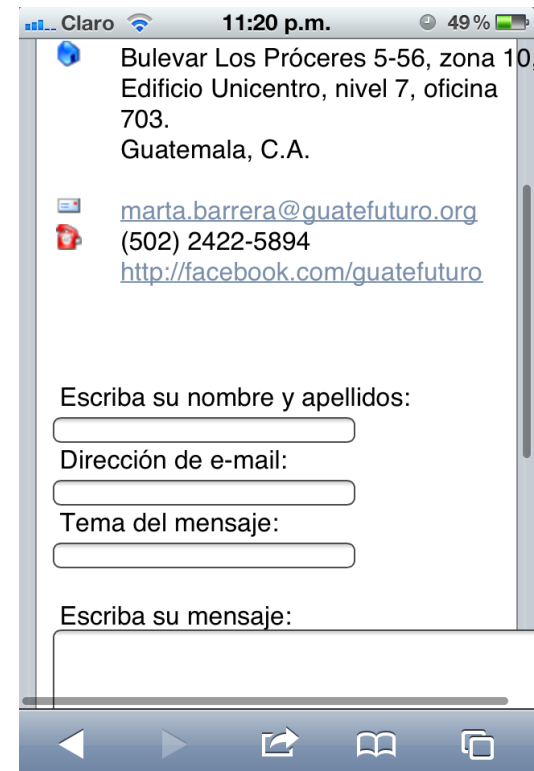 Claro 11:20 p.m. 49 %
Bulevar Los Próceres 5-56, zona 10,
Edificio Unicentro, nivel 7, oficina
703.
Guatemala, C.A.
marta.barrera@guatefuturo.org
(502) 2422-5894
http://facebook.com/guatefuturo
Escriba su nombre y apellidos:
Dirección de e-mail:
Tema del mensaje:
Escriba su mensaje: